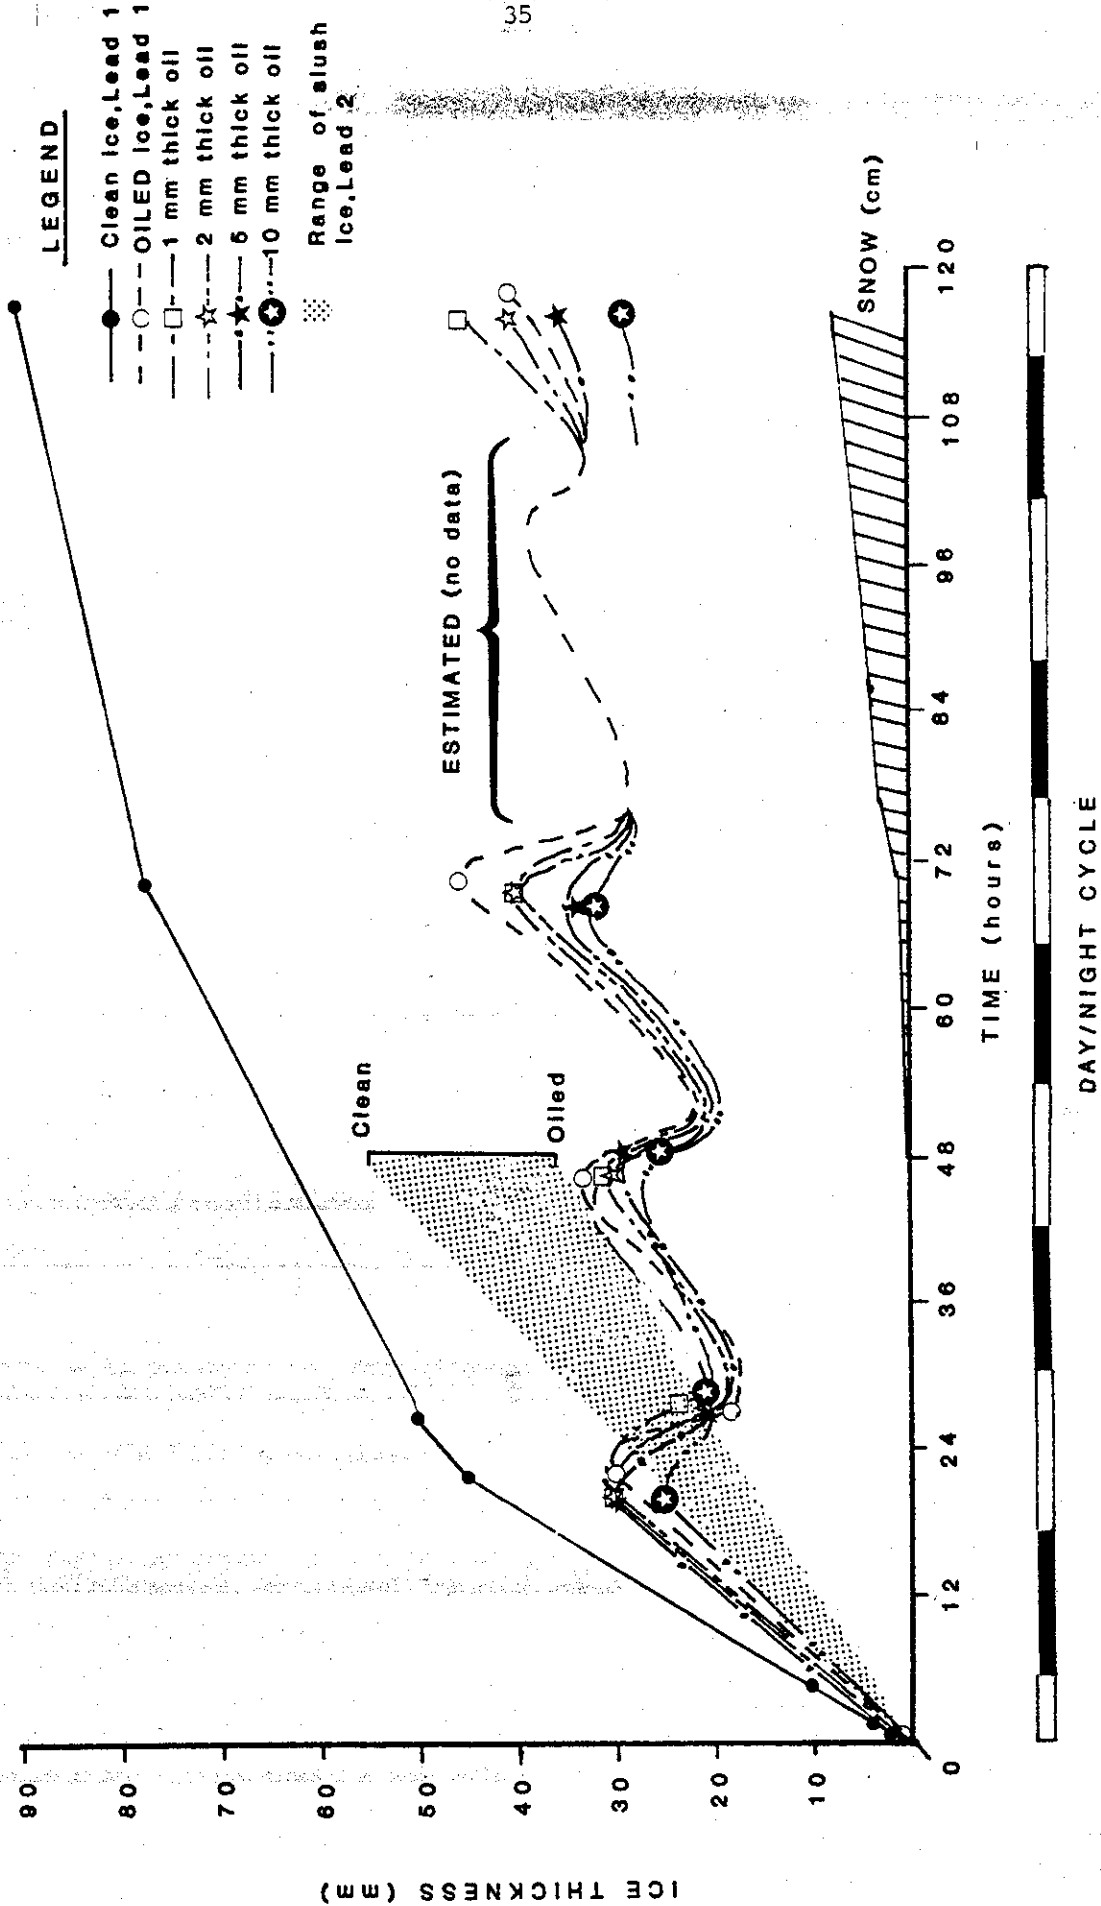 35
LEGEND
Clean Ice,Lead 1
OILED Ice,Lead 1
1 mm thick oil
2 mm thick oil
5 mm thick oil
10 mm thick oil
Range of slush
Ice,Lead 2
ICE THICKNESS (mm)
90
80
70
60
50
40
30
20
10
Clean
Oiled
ESTIMATED (no data)
SNOW (cm)
0
12
24
36
48
60
72
84
96
108
120
TIME (hours)
DAY/NIGHT CYCLE